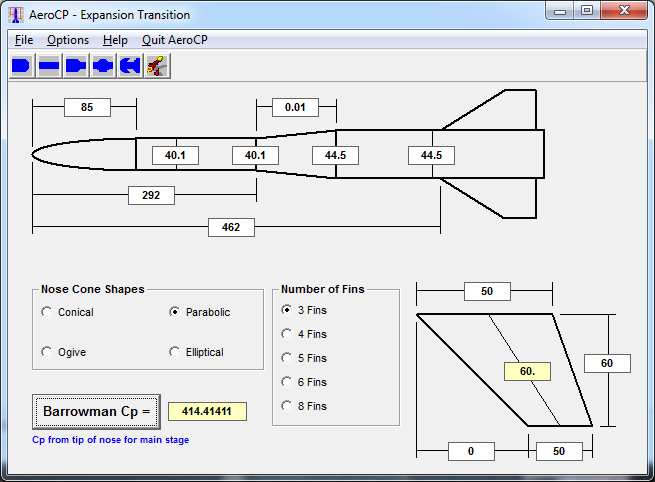 AeroCP - Expansion Transition
File Options Help Quit AeroCP
85 0.01
40.1 40.1 44.5 44.5
292
462
Nose Cone Shapes
Conical Parabolic
Ogive Elliptical
Number of Fins
3 Fins
4 Fins
5 Fins
6 Fins
8 Fins
50
60.
60
0 50
Barrowman Cp = 414.41411
Cp from tip of nose for main stage